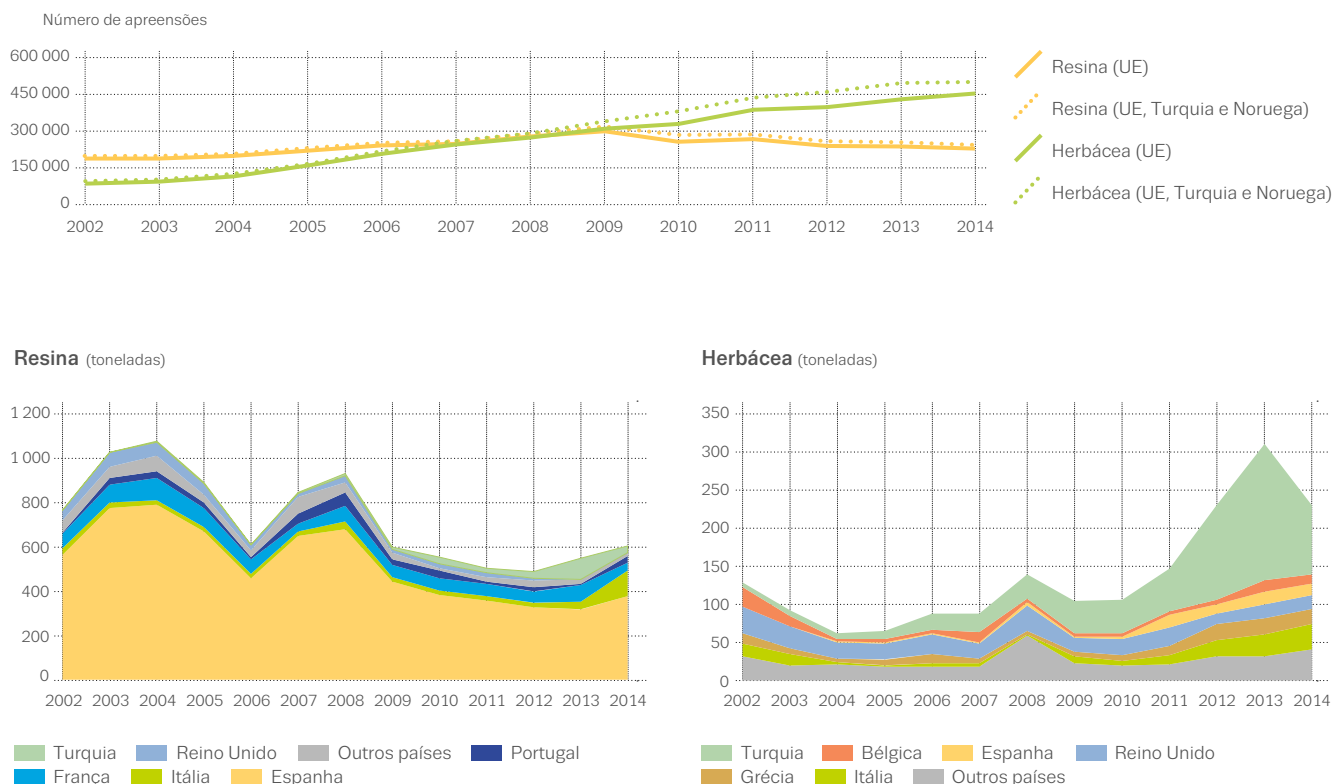 Número de apreensões
600 000
450 000
300 000
150 000
0
2002 2003 2004 2005 2006 2007 2008 2009 2010 2011 2012 2013 2014
Resina (UE)
Resina (UE, Turquia e Noruega)
Herbácea (UE)
Herbácea (UE, Turquia e Noruega)
Resina (toneladas)
1 200
1 000
800
600
400
200
0
2002 2003 2004 2005 2006 2007 2008 2009 2010 2011 2012 2013 2014
Turquia Reino Unido Outros países Portugal
França Itália Espanha
Herbácea (toneladas)
350
300
250
200
150
100
50
0
2002 2003 2004 2005 2006 2007 2008 2009 2010 2011 2012 2013 2014
Turquia Bélgica Espanha Reino Unido
Grécia Itália Outros países